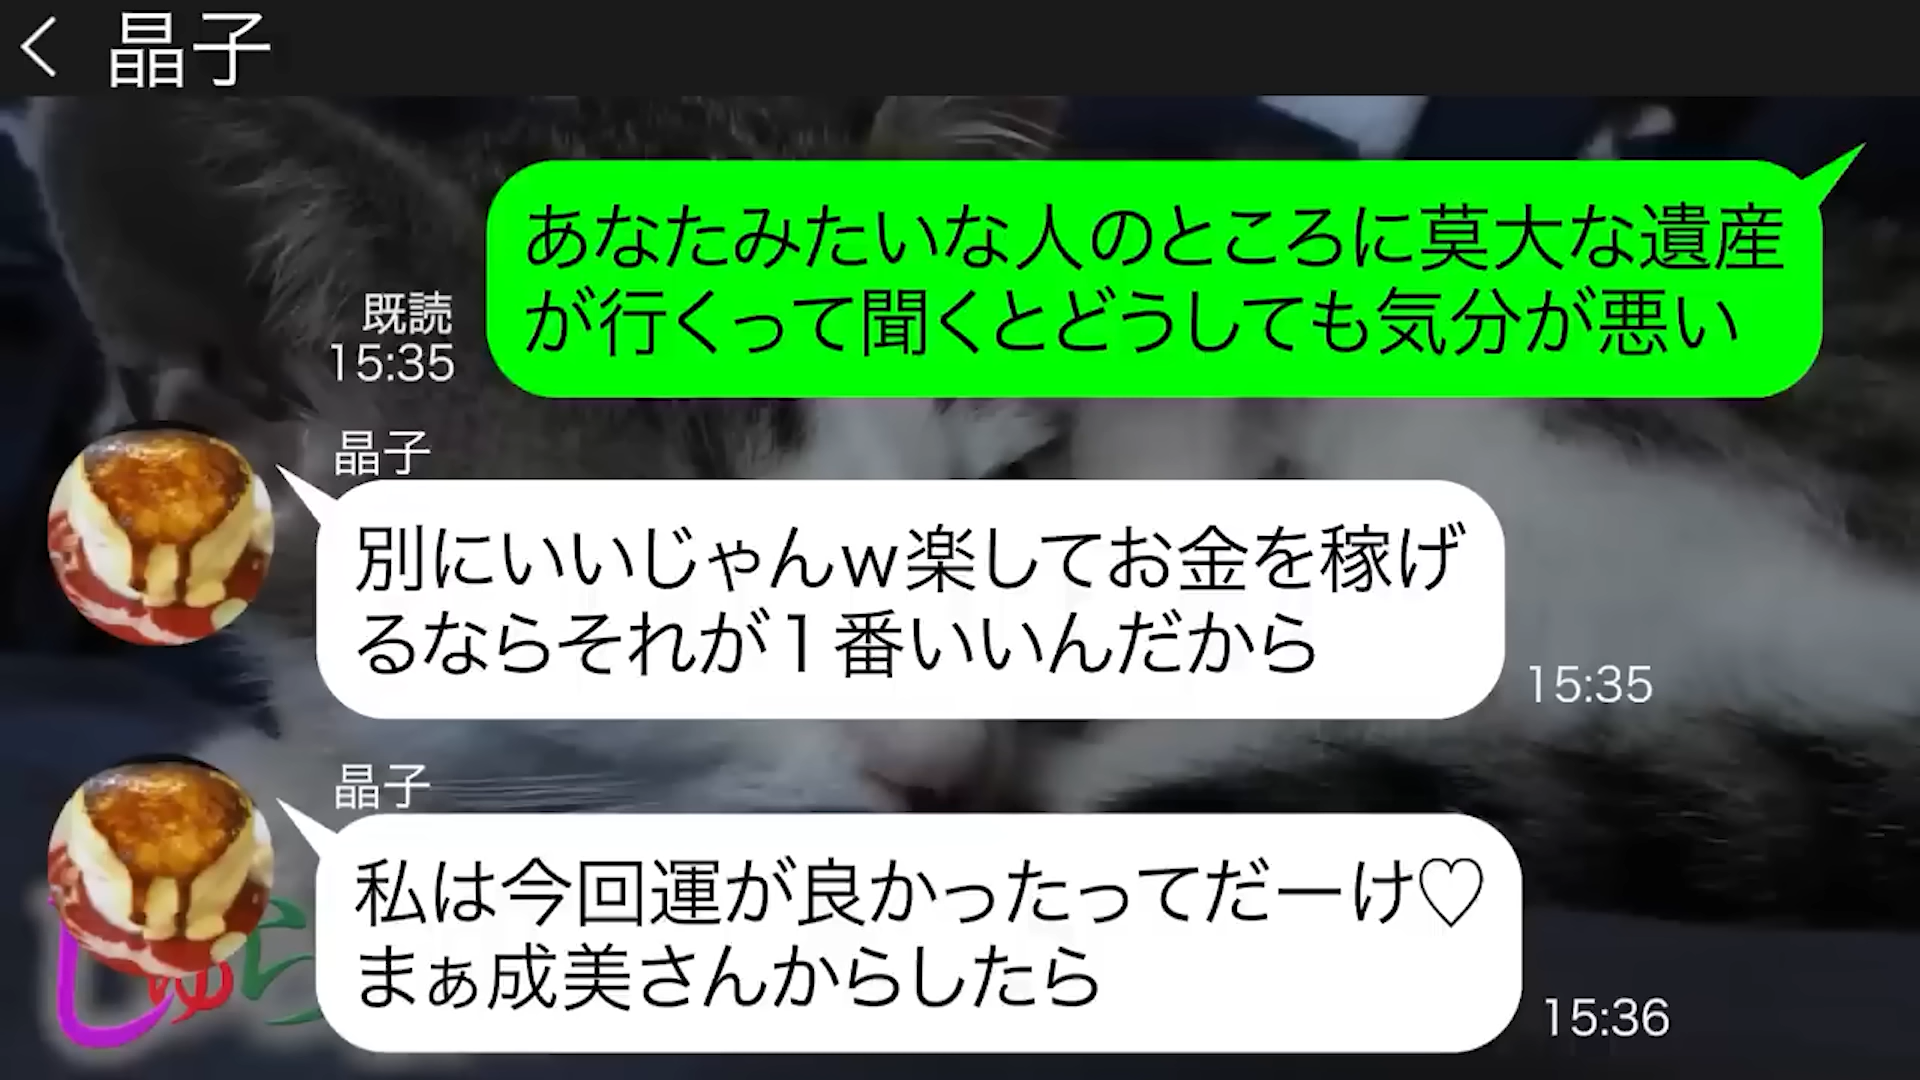 晶子
あなたみたいな人のところに莫大な遺産
が行くって聞くとどうしても気分が悪い
既読
15:35
晶子
別にいいじゃんw楽してお金を稼げ
るならそれが1番いいんだから
15:35
晶子
私は今回運が良かったってだーけ♡
まぁ成美さんからしたら
15:36
しゅら